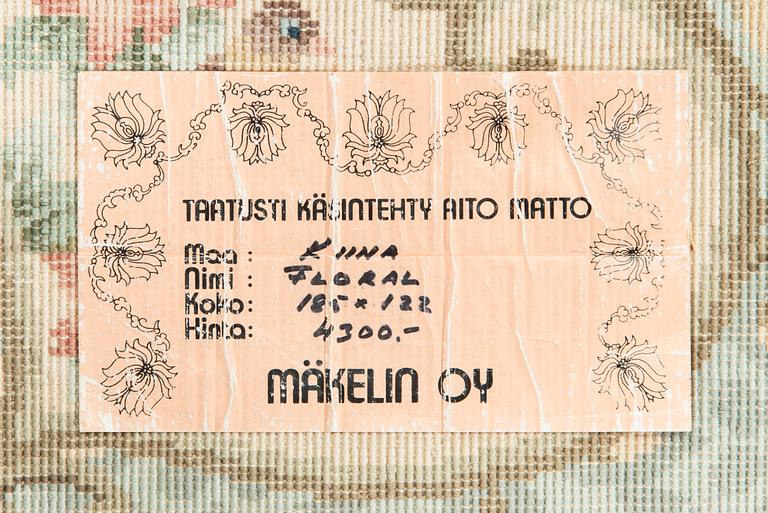 TAATUSTI KÄSINTEHTY AITO MATTO
Maa: KIINA
Nimi: FLORAL
Koko: 185 x 122
Hinta: 4300.-
MÄKELIN OY